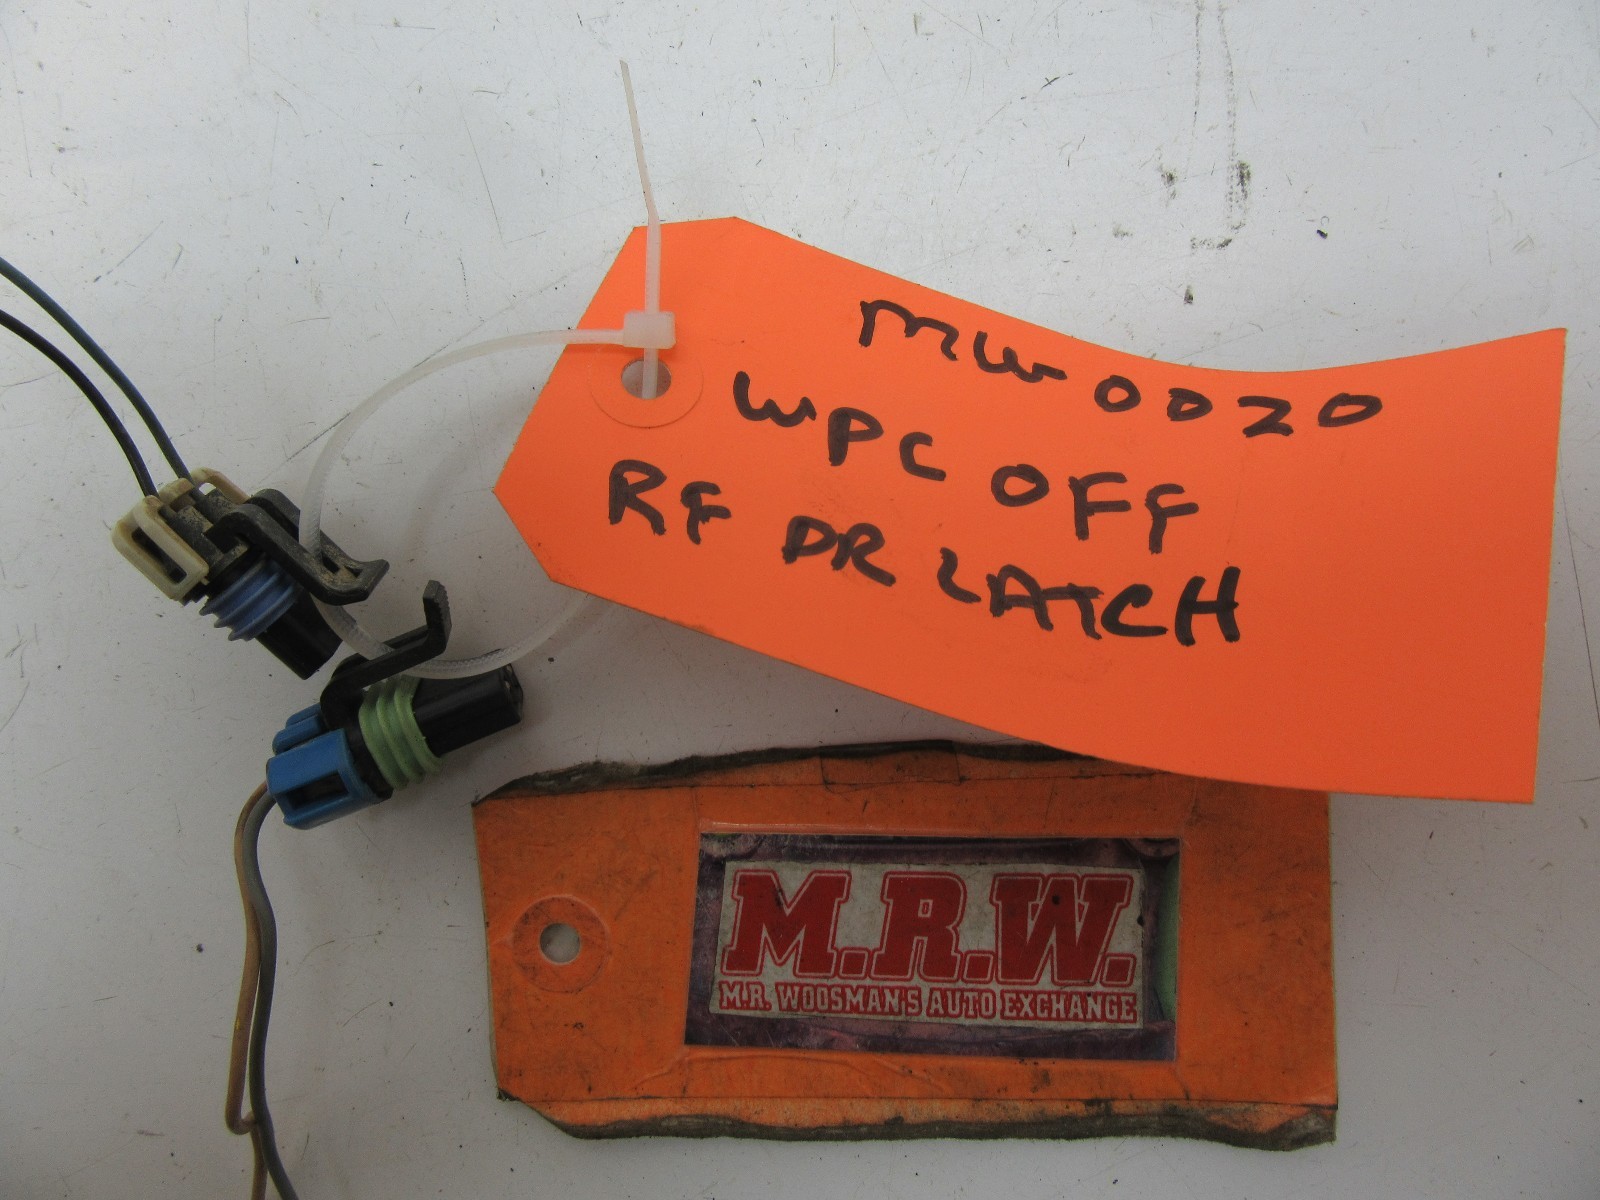 MW0020
WPC OFF
RF DR LATCH
M.R.W.
M.R. WOOSMAN'S AUTO EXCHANGE